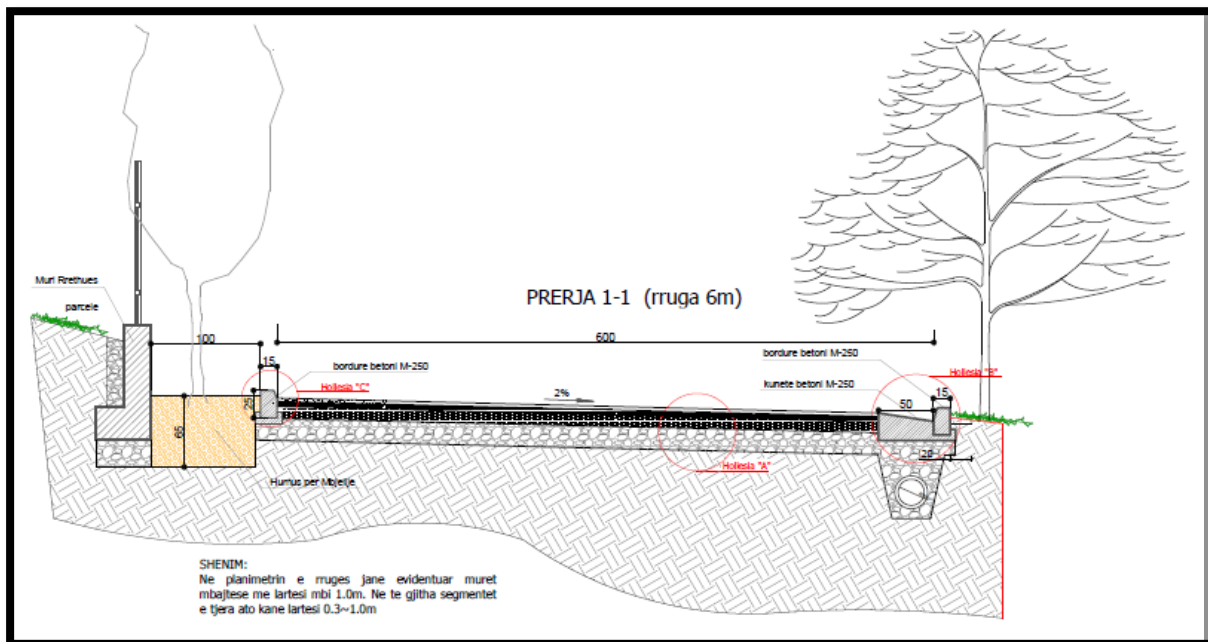 Muri Rrethues
parcele
PRERJA 1-1 (rruga 6m)
100
600
15
bordure betoni M-250
bordure betoni M-250
Hollesia "C"
Hollesia "B"
kunete betoni M-250
2%
25
50
15
65
20
Hollesia "A"
Humus per Mbjellje
SHENIM:
Ne planimetrin e rruges jane evidentuar muret
mbajtese me lartesi mbi 1.0m. Ne te gjitha segmentet
e tjera ato kane lartesi 0.3~1.0m